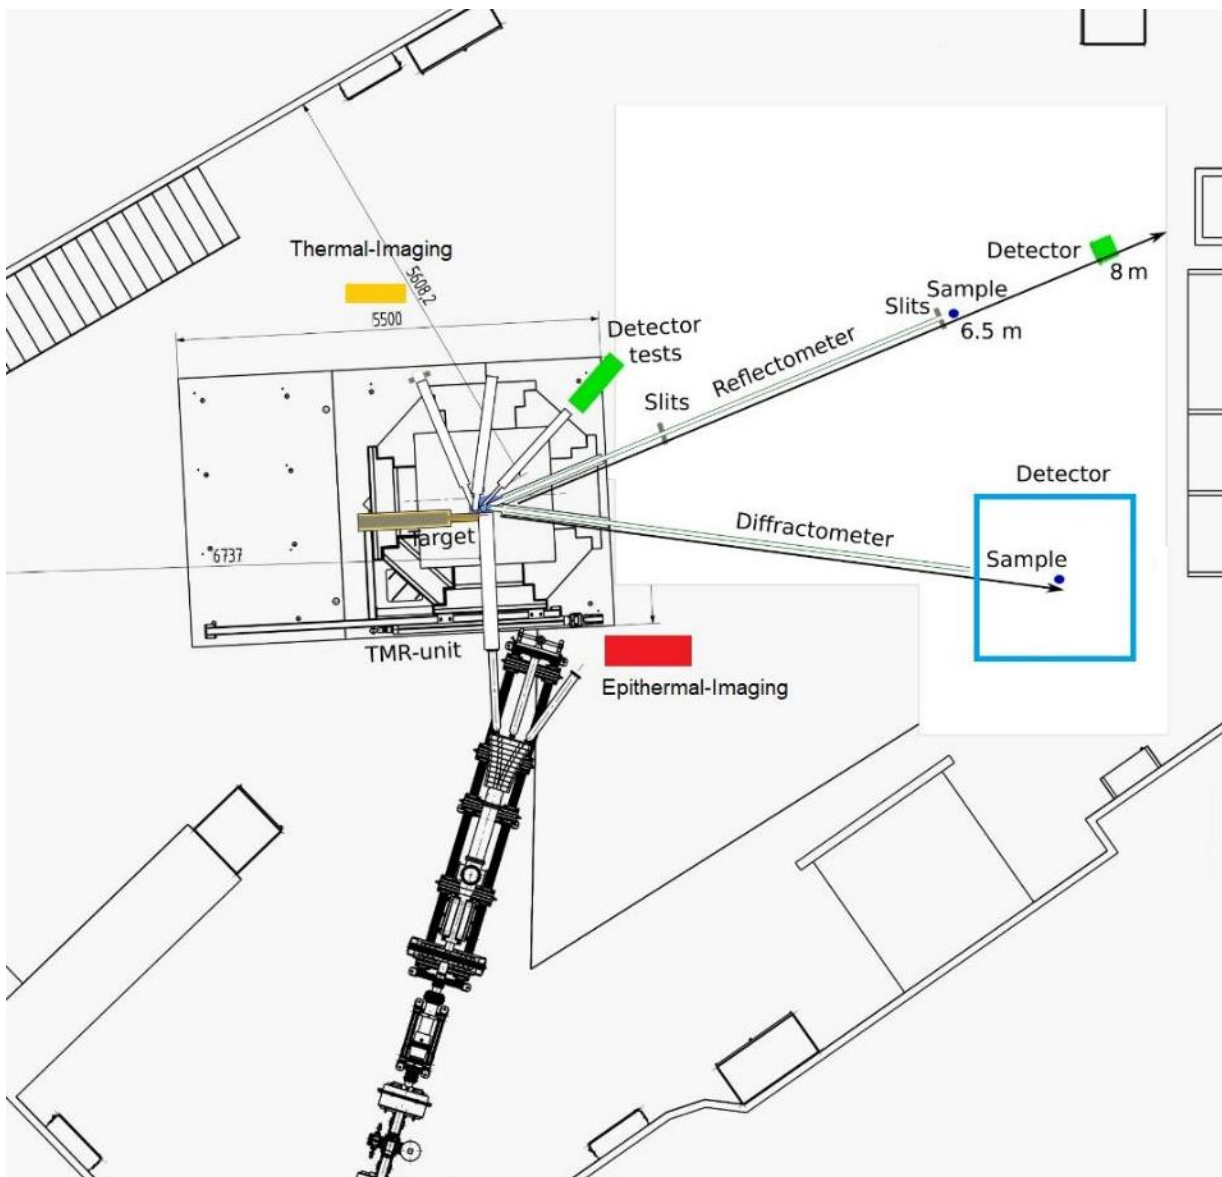 Thermal-Imaging
5608,2
5500
Detector
tests
Detector
8 m
Sample
Slits
6.5 m
Reflectometer
Slits
Detector
Diffractometer
Sample
Target
6737
TMR-unit
Epithermal-Imaging